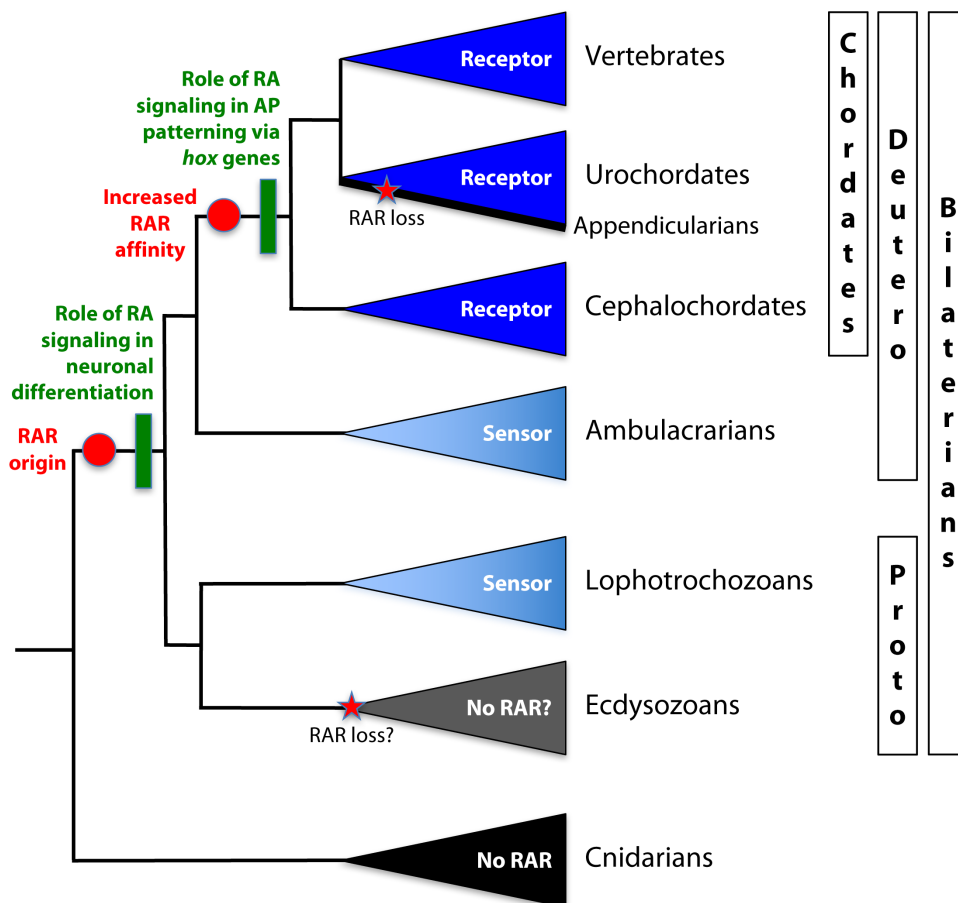 Role of RA
signaling in AP
patterning via
hox genes
Increased
RAR
affinity
Role of RA
signaling in
neuronal
differentiation
RAR
origin
Receptor
Vertebrates
Receptor
Urochordates
RAR loss
Appendicularians
Receptor
Cephalochordates
Sensor
Ambulacrarians
Sensor
Lophotrochozoans
No RAR?
Ecdysozoans
RAR loss?
No RAR
Cnidarians
Chordates
Deutero
Proto
Bilaterians